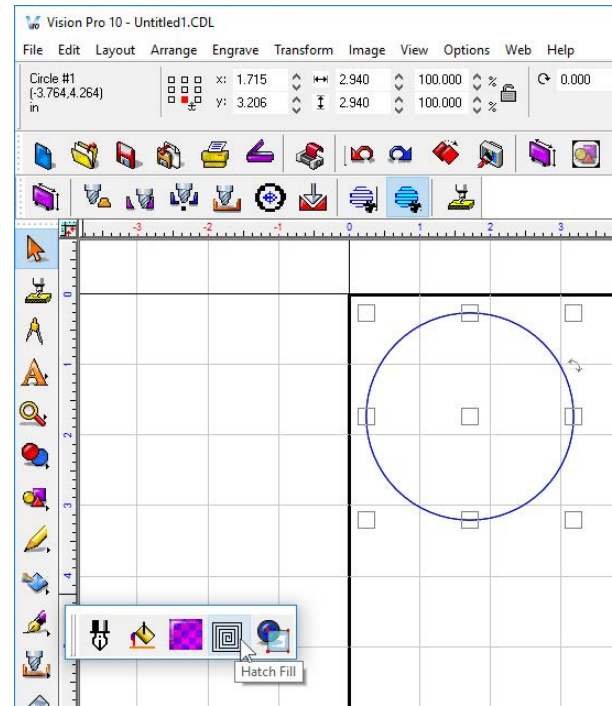 Vision Pro 10 - Untitled1.CDL
File Edit Layout Arrange Engrave Transform Image View Options Web Help
Circle #1 x: 1.715 2.940 100.000 % 0.000
(-3.764,4.264)
in y: 3.206 2.940 100.000 %
-3 -2 -1 0 1 2 3
0
1
2
3
4
Hatch Fill